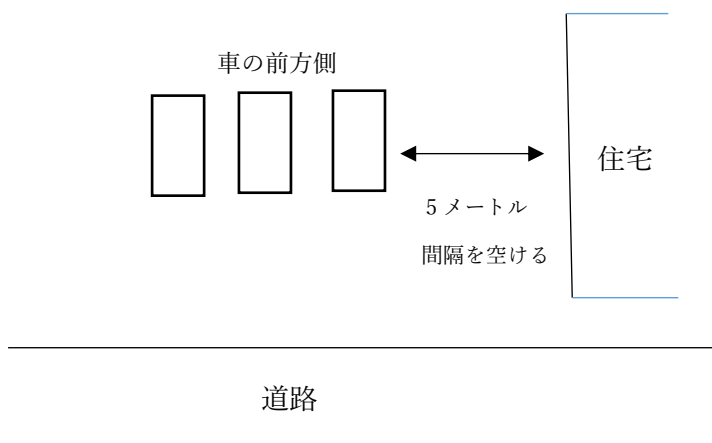 車の前方側
住宅
5メートル
間隔を空ける
道路